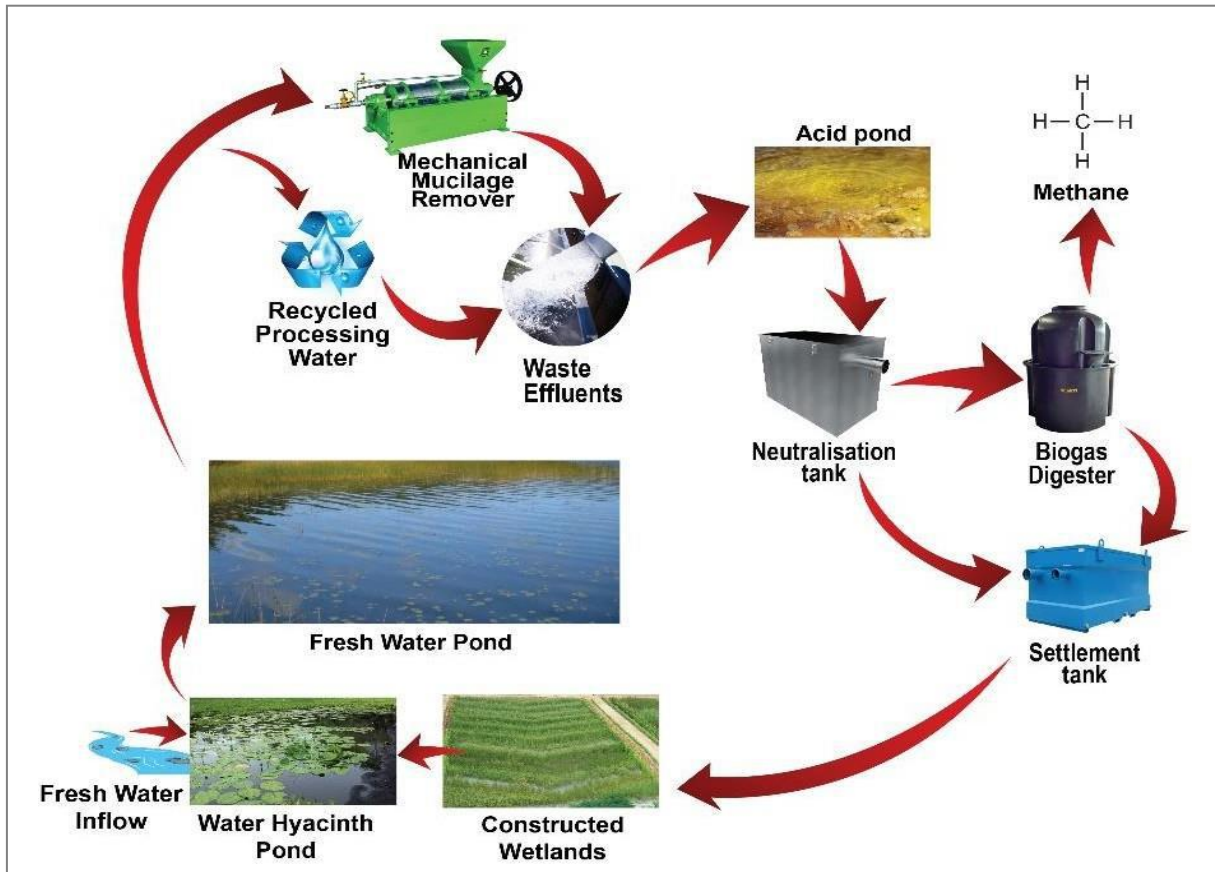 Mechanical
Mucilage
Remover
Recycled
Processing
Water
Waste
Effluents
Acid pond
H
H—C—H
H
Methane
Neutralisation
tank
Biogas
Digester
Settlement
tank
Fresh Water Pond
Fresh Water
Inflow
Water Hyacinth
Pond
Constructed
Wetlands